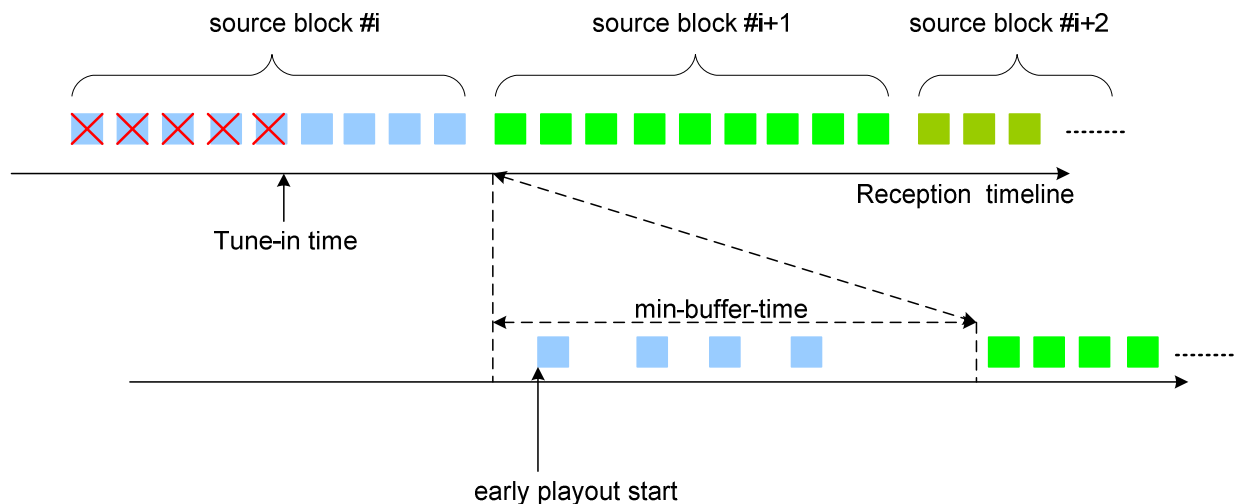 source block #i
source block #i+1
source block #i+2
Reception timeline
Tune-in time
min-buffer-time
early playout start